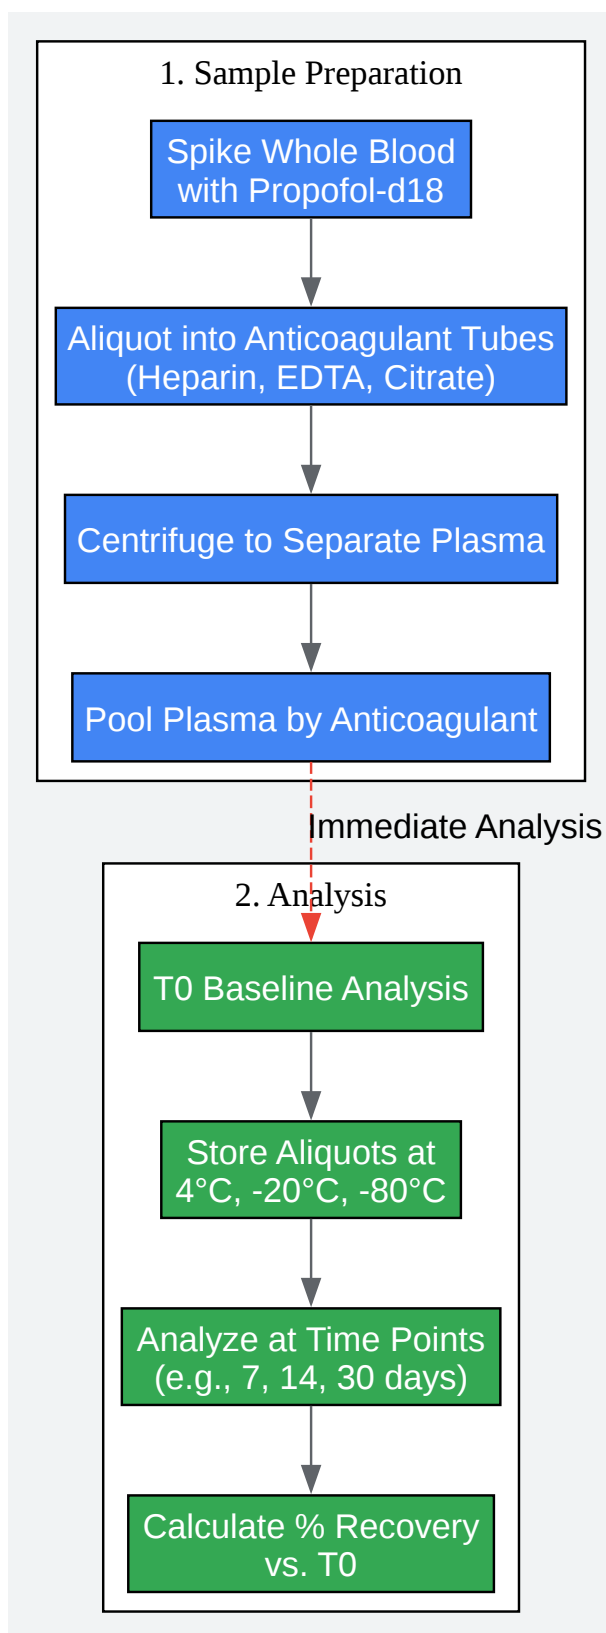 1. Sample Preparation
Spike Whole Blood
with Propofol-d18
Aliquot into Anticoagulant Tubes
(Heparin, EDTA, Citrate)
Centrifuge to Separate Plasma
Pool Plasma by Anticoagulant
Immediate Analysis
2. Analysis
T0 Baseline Analysis
Store Aliquots at
4°C, -20°C, -80°C
Analyze at Time Points
(e.g., 7, 14, 30 days)
Calculate % Recovery
vs. T0